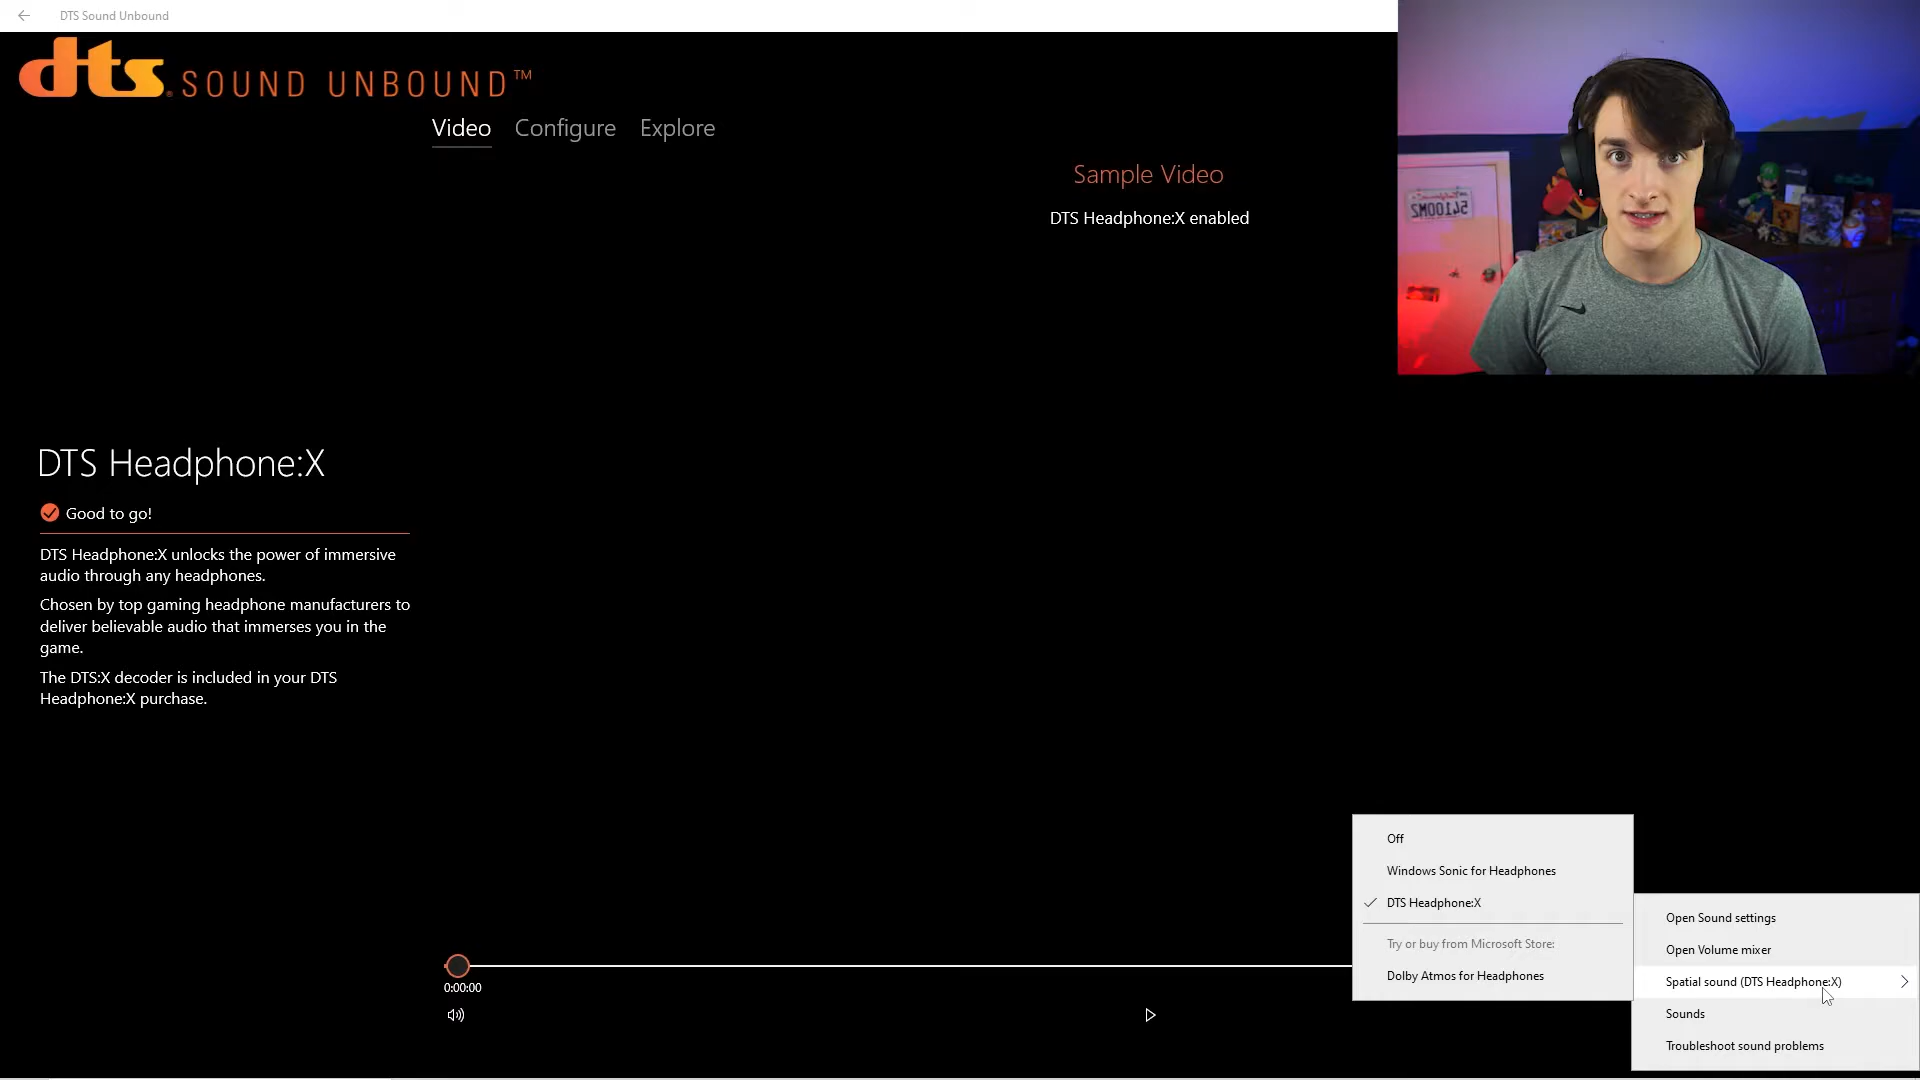 DTS Sound Unbound
dts® SOUND UNBOUND™
Video Configure Explore
Sample Video
DTS Headphone:X enabled
DTS Headphone:X
Good to go!
DTS Headphone:X unlocks the power of immersive
audio through any headphones.
Chosen by top gaming headphone manufacturers to
deliver believable audio that immerses you in the
game.
The DTS:X decoder is included in your DTS
Headphone:X purchase.
0:00:00
Off
Windows Sonic for Headphones
DTS Headphone:X
Try or buy from Microsoft Store:
Dolby Atmos for Headphones
Open Sound settings
Open Volume mixer
Spatial sound (DTS Headphone:X)
Sounds
Troubleshoot sound problems